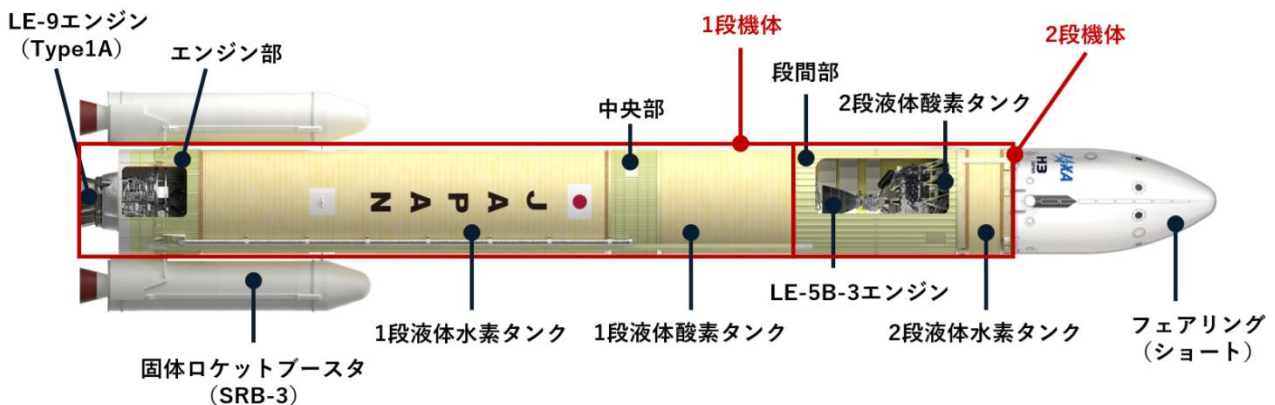 LE-9エンジン
（Type1A）
エンジン部
1段機体
2段機体
段間部
2段液体酸素タンク
中央部
JAPAN
H3
JAXA
LE-5B-3エンジン
1段液体水素タンク
1段液体酸素タンク
2段液体水素タンク
フェアリング
（ショート）
固体ロケットブースタ
（SRB-3）